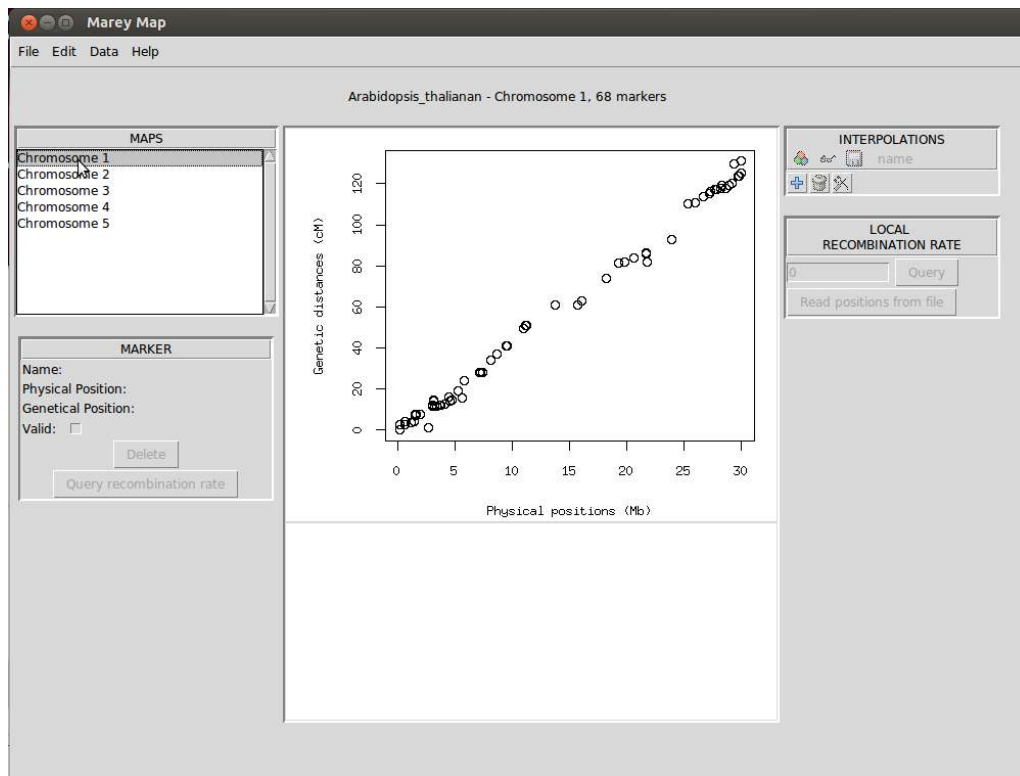 Marey Map
File Edit Data Help
Arabidopsis_thalianan - Chromosome 1, 68 markers
MAPS
Chromosome 1
Chromosome 2
Chromosome 3
Chromosome 4
Chromosome 5
MARKER
Name:
Physical Position:
Genetical Position:
Valid:
Delete
Query recombination rate
Genetic distances (cM)
120
100
80
60
40
20
0
0 5 10 15 20 25 30
Physical positions (Mb)
INTERPOLATIONS
name
LOCAL
RECOMBINATION RATE
0 Query
Read positions from file